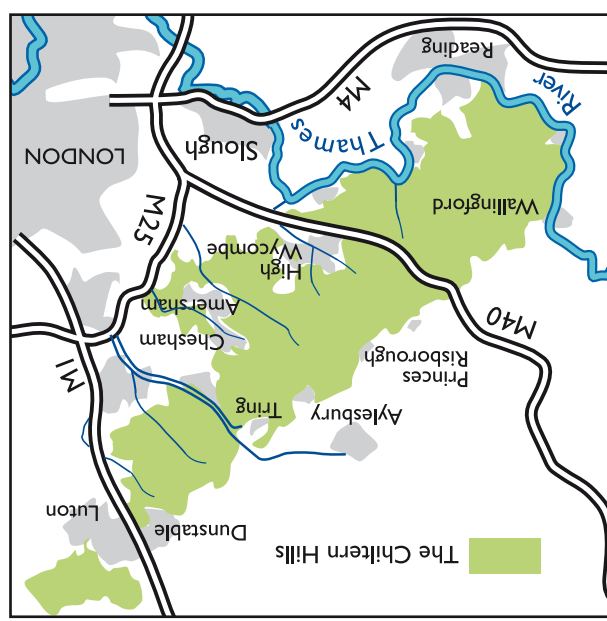 The Chiltern Hills
Dunstable
Luton
Aylesbury
Tring
Princes
Risborough
M1
Chesham
M40
Amersham
High
Wycombe
M25
Wallingford
LONDON
Slough
River
Thames
M4
Reading